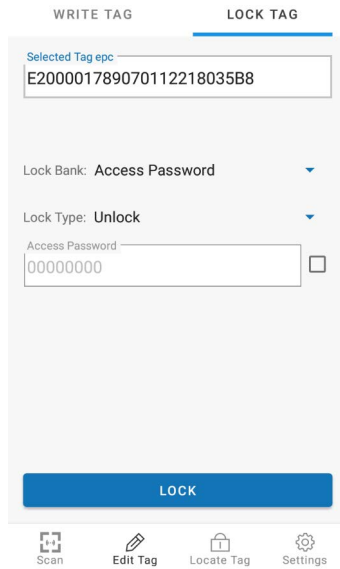 WRITE TAG LOCK TAG
Selected Tag epc
E200001789070112218035B8
Lock Bank: Access Password
Lock Type: Unlock
Access Password
00000000
LOCK
Scan Edit Tag Locate Tag Settings